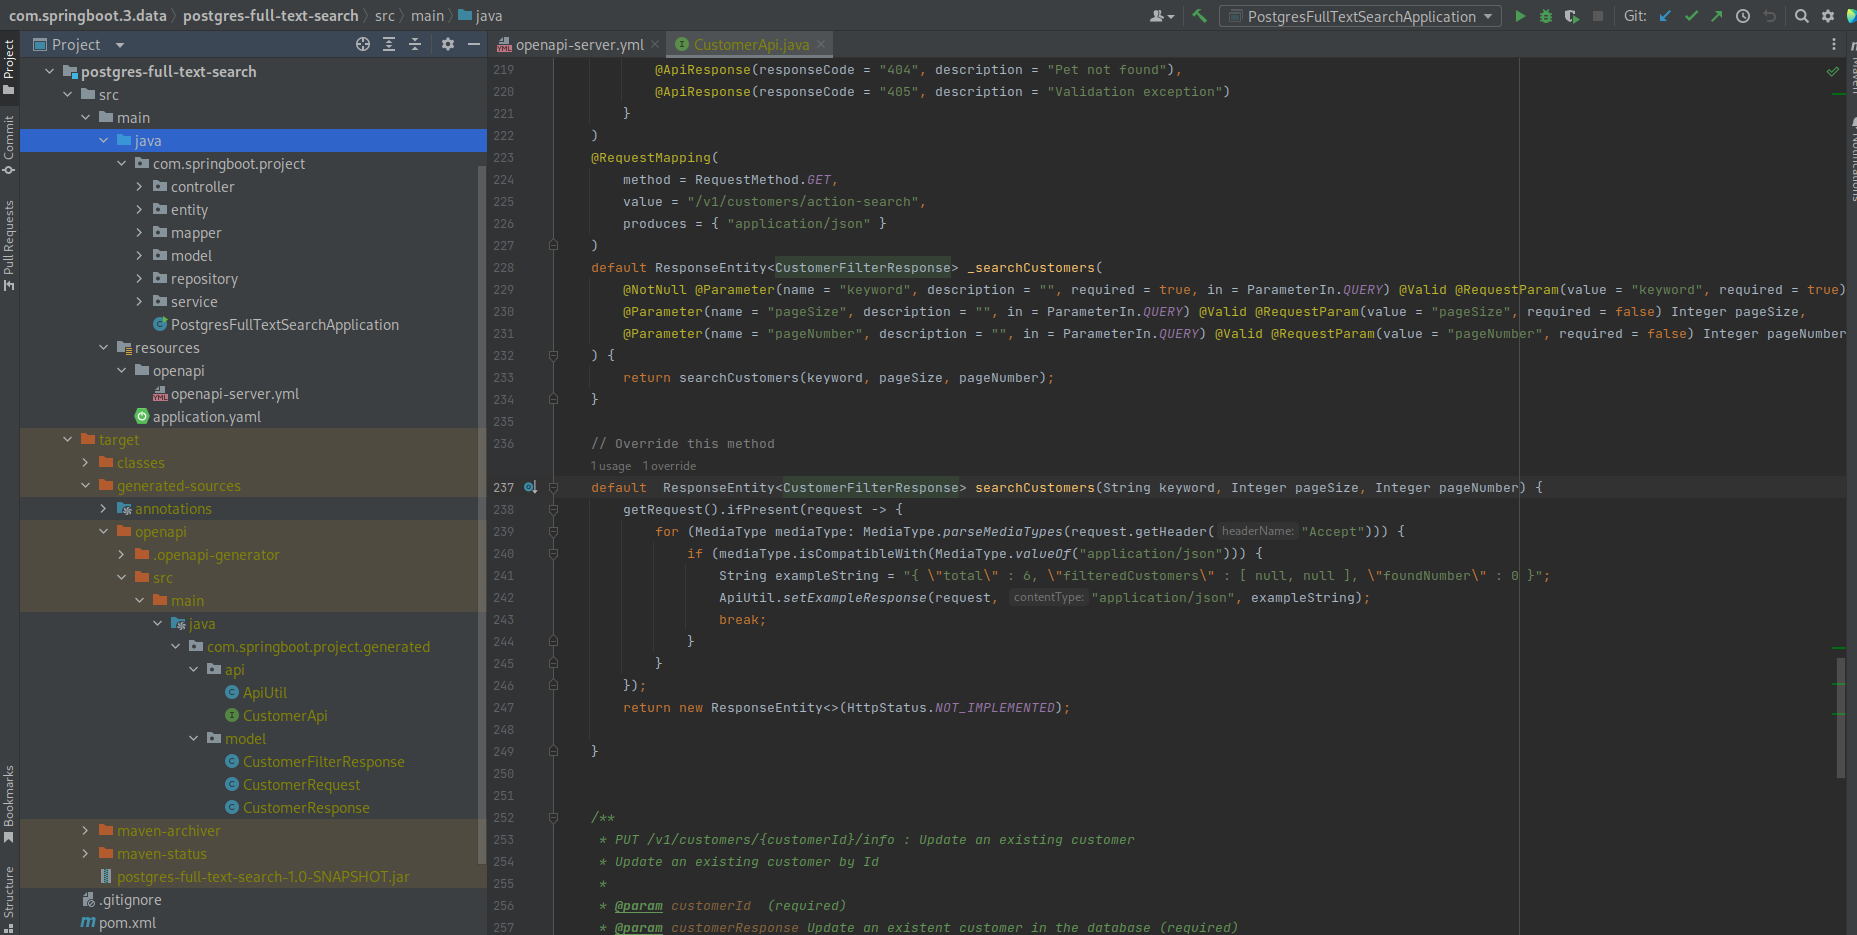 com.springboot.3.data postgres-full-text-search src main java
PostgresFullTextSearchApplication Git:
Project
openapi-server.yml
CustomerApi.java
Project
Commit
Pull Requests
Bookmarks
Structure
Notifications
postgres-full-text-search
src
main
java
com.springboot.project
controller
entity
mapper
model
repository
service
PostgresFullTextSearchApplication
resources
openapi
openapi-server.yml
application.yaml
target
classes
generated-sources
annotations
openapi
.openapi-generator
src
main
java
com.springboot.project.generated
api
ApiUtil
CustomerApi
model
CustomerFilterResponse
CustomerRequest
CustomerResponse
maven-archiver
maven-status
postgres-full-text-search-1.0-SNAPSHOT.jar
.gitignore
pom.xml
219 @ApiResponse(responseCode = "404", description = "Pet not found"),
220 @ApiResponse(responseCode = "405", description = "Validation exception")
221 }
222 )
223 @RequestMapping(
224 method = RequestMethod.GET,
225 value = "/v1/customers/action-search",
226 produces = { "application/json" }
227 )
228 default ResponseEntity<CustomerFilterResponse> _searchCustomers(
229 @NotNull @Parameter(name = "keyword", description = "", required = true, in = ParameterIn.QUERY) @Valid @RequestParam(value = "keyword", required = true)
230 @Parameter(name = "pageSize", description = "", in = ParameterIn.QUERY) @Valid @RequestParam(value = "pageSize", required = false) Integer pageSize,
231 @Parameter(name = "pageNumber", description = "", in = ParameterIn.QUERY) @Valid @RequestParam(value = "pageNumber", required = false) Integer pageNumber
232 ) {
233 return searchCustomers(keyword, pageSize, pageNumber);
234 }
235
236 // Override this method
1 usage 1 override
237 default ResponseEntity<CustomerFilterResponse> searchCustomers(String keyword, Integer pageSize, Integer pageNumber) {
238 getRequest().ifPresent(request -> {
239 for (MediaType mediaType: MediaType.parseMediaTypes(request.getHeader( headerName: "Accept"))) {
240 if (mediaType.isCompatibleWith(MediaType.valueOf("application/json"))) {
241 String exampleString = "{ \"total\" : 6, \"filteredCustomers\" : [ null, null ], \"foundNumber\" : 0 }";
242 ApiUtil.setExampleResponse(request, contentType: "application/json", exampleString);
243 break;
244 }
245 }
246 });
247 return new ResponseEntity<>(HttpStatus.NOT_IMPLEMENTED);
248
249 }
250
251
252 /**
253 * PUT /v1/customers/{customerId}/info : Update an existing customer
254 * Update an existing customer by Id
255 *
256 * @param customerId (required)
257 * @param customerResponse Update an existent customer in the database (required)